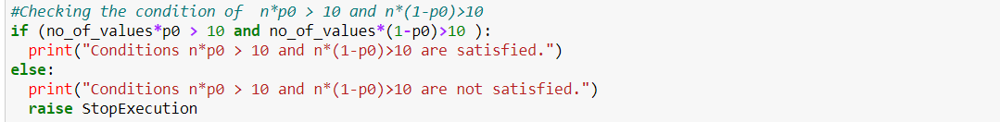 #Checking the condition of  n*p0 > 10 and n*(1-p0)>10
if (no_of_values*p0 > 10 and no_of_values*(1-p0)>10 ):
  print("Conditions n*p0 > 10 and n*(1-p0)>10 are satisfied.")
else:
  print("Conditions n*p0 > 10 and n*(1-p0)>10 are not satisfied.")
  raise StopExecution